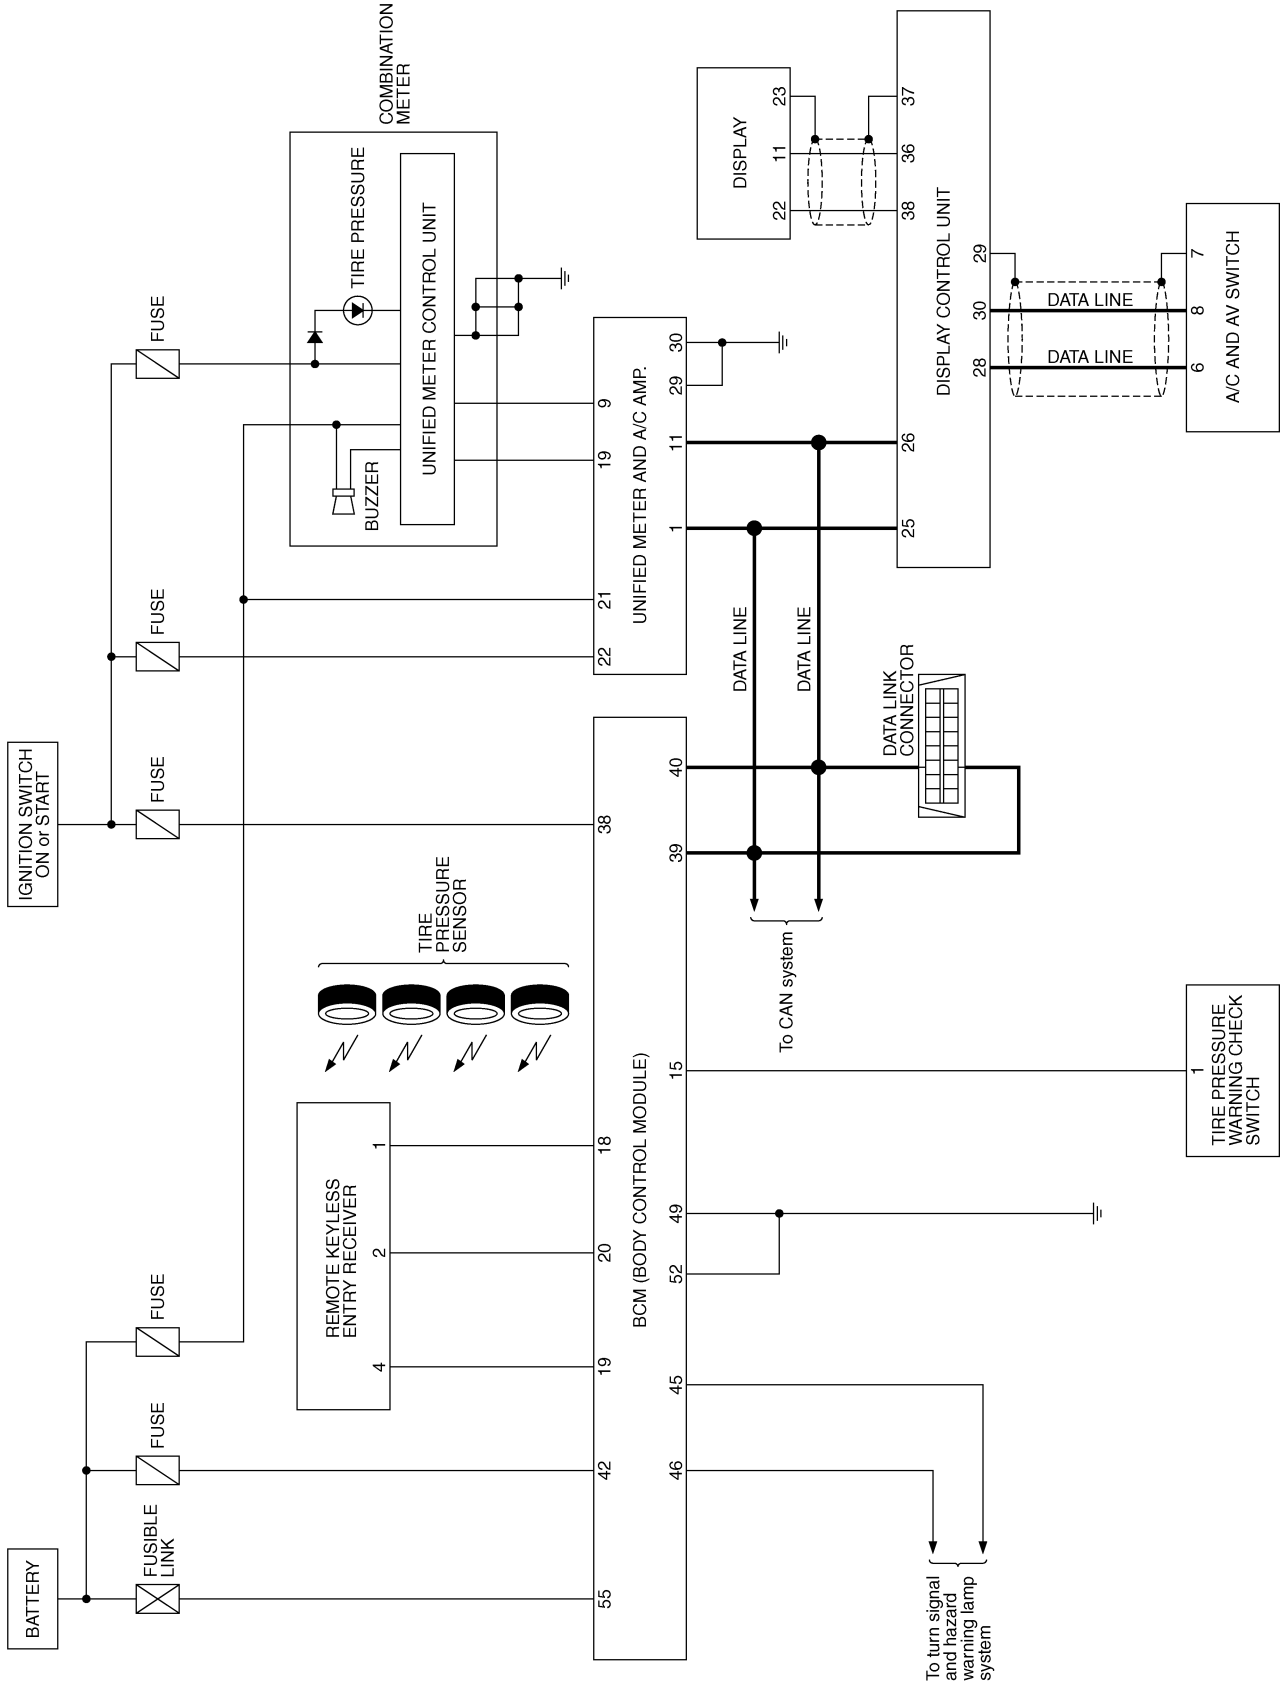 BATTERY
IGNITION SWITCH
ON or START
FUSIBLE
LINK
FUSE
FUSE
FUSE
FUSE
FUSE
COMBINATION
METER
TIRE PRESSURE
BUZZER
UNIFIED METER CONTROL UNIT
REMOTE KEYLESS
ENTRY RECEIVER
4
2
1
TIRE
PRESSURE
SENSOR
55
42
19
20
18
38
BCM (BODY CONTROL MODULE)
46
45
52
49
15
39
40
22
21
19
9
UNIFIED METER AND A/C AMP.
1
11
29
30
DISPLAY
22
11
23
DATA LINE
DATA LINE
DATA LINK
CONNECTOR
To CAN system
25
26
38
36
37
DISPLAY CONTROL UNIT
28
30
29
DATA LINE
DATA LINE
6
8
7
A/C AND AV SWITCH
1
TIRE PRESSURE
WARNING CHECK
SWITCH
To turn signal
and hazard
warning lamp
system